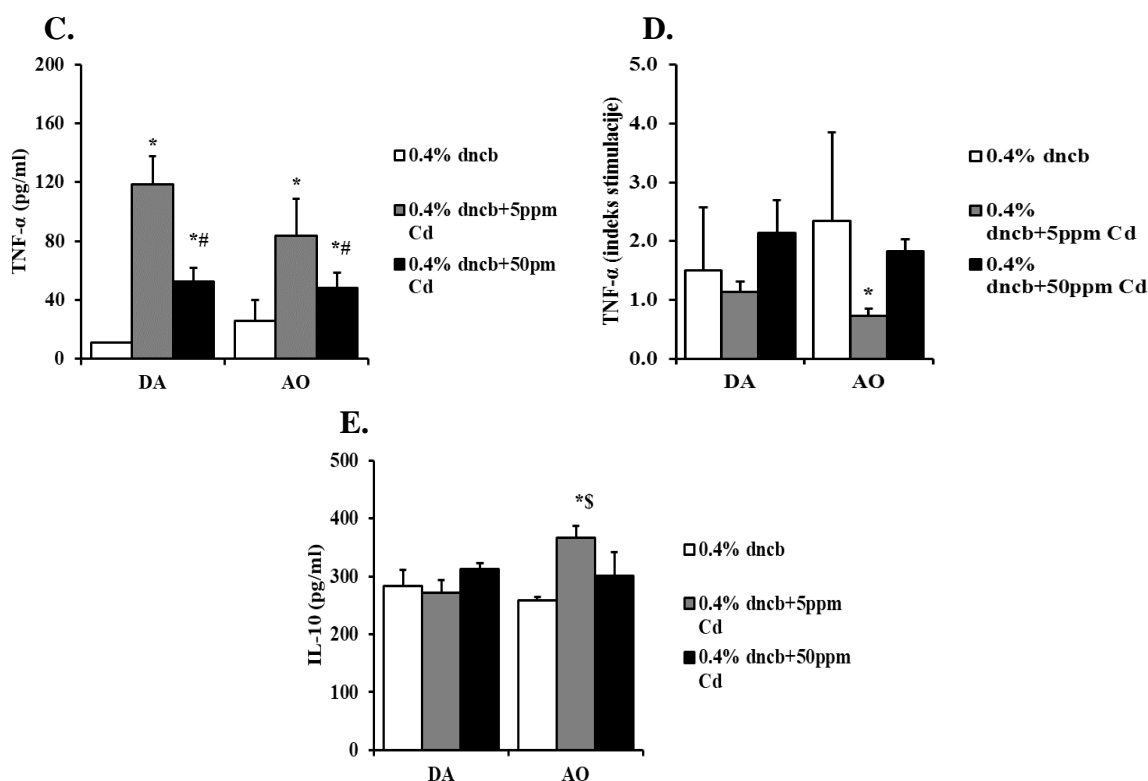 C.
TNF-α (pg/ml)
200
160
120
80
40
0
*
*#
*
*#
DA
AO
0.4% dncb
0.4% dncb+5ppm
Cd
0.4% dncb+50pm
Cd
D.
TNF-α (indeks stimulacije)
5.0
4.0
3.0
2.0
1.0
0.0
*
DA
AO
0.4% dncb
0.4%
dncb+5ppm Cd
0.4%
dncb+50ppm Cd
E.
IL-10 (pg/ml)
500
400
300
200
100
0
*$
DA
AO
0.4% dncb
0.4% dncb+5ppm
Cd
0.4% dncb+50ppm
Cd